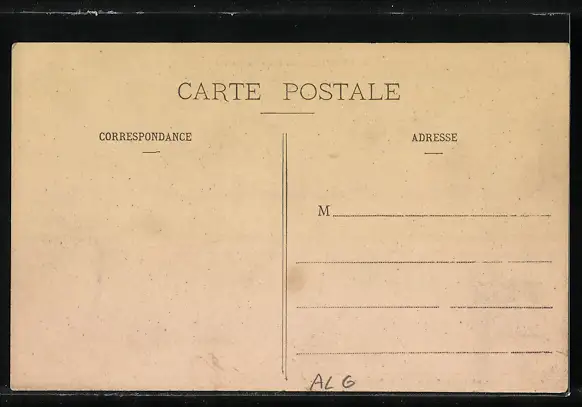 CARTE POSTALE
CORRESPONDANCE
ADRESSE
M
ALG